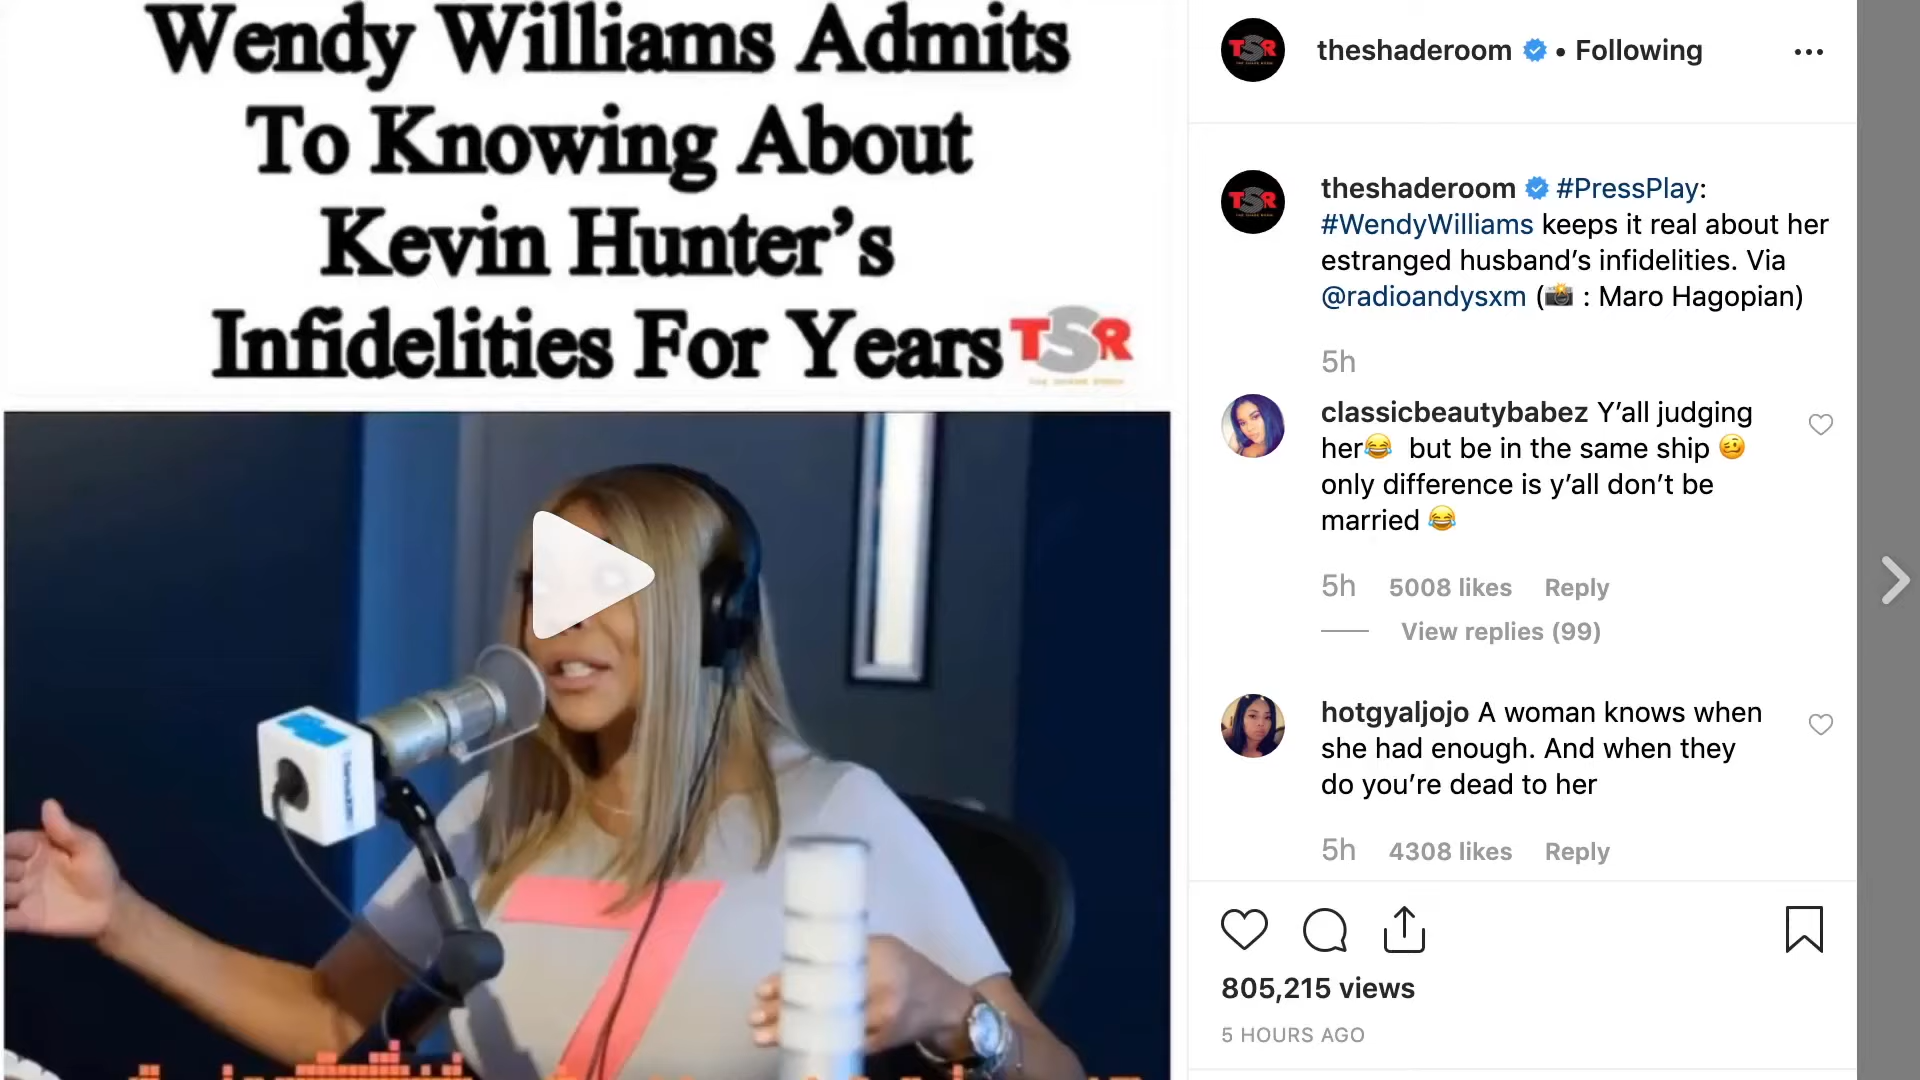 Wendy Williams Admits
To Knowing About
Kevin Hunter’s
Infidelities For Years
TSR
TSR
theshaderoom • Following
TSR
theshaderoom #PressPlay:
#WendyWilliams keeps it real about her
estranged husband’s infidelities. Via
@radioandysxm (📸 : Maro Hagopian)
5h
classicbeautybabez Y’all judging
her😂 but be in the same ship 🥴
only difference is y’all don’t be
married 😂
5h 5008 likes Reply
View replies (99)
hotgyaljojo A woman knows when
she had enough. And when they
do you’re dead to her
5h 4308 likes Reply
805,215 views
5 HOURS AGO
7